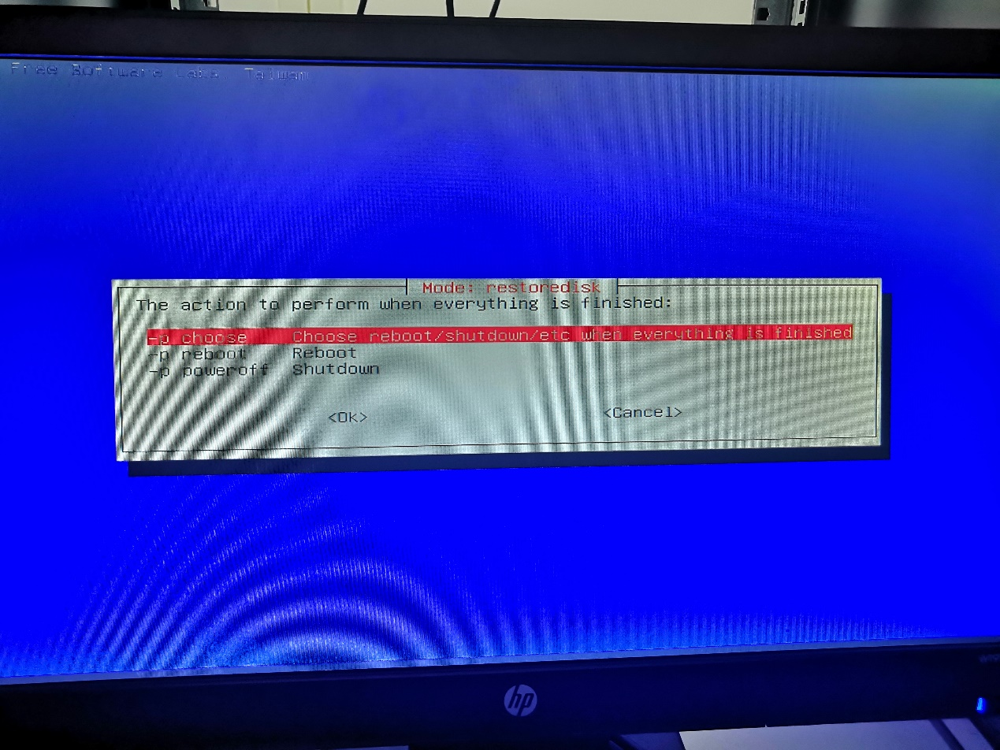 Free Software Labs, Taiwan
Mode: restoredisk
The action to perform when everything is finished:
-p choose Choose reboot/shutdown/etc when everything is finished
-p reboot Reboot
-p poweroff Shutdown
<Ok> <Cancel>
hp